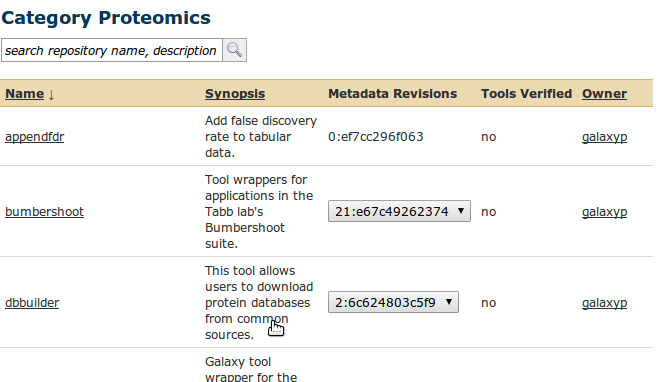 Category Proteomics
search repository name, description
Name ↓ Synopsis Metadata Revisions Tools Verified Owner
appendfdr
Add false discovery
rate to tabular
data.
0:ef7cc296f063
no
galaxyp
bumbershoot
Tool wrappers for
applications in the
Tabb lab's
Bumbershoot
suite.
21:e67c49262374
no
galaxyp
dbbuilder
This tool allows
users to download
protein databases
from common
sources.
2:6c624803c5f9
no
galaxyp
Galaxy tool
wrapper for the